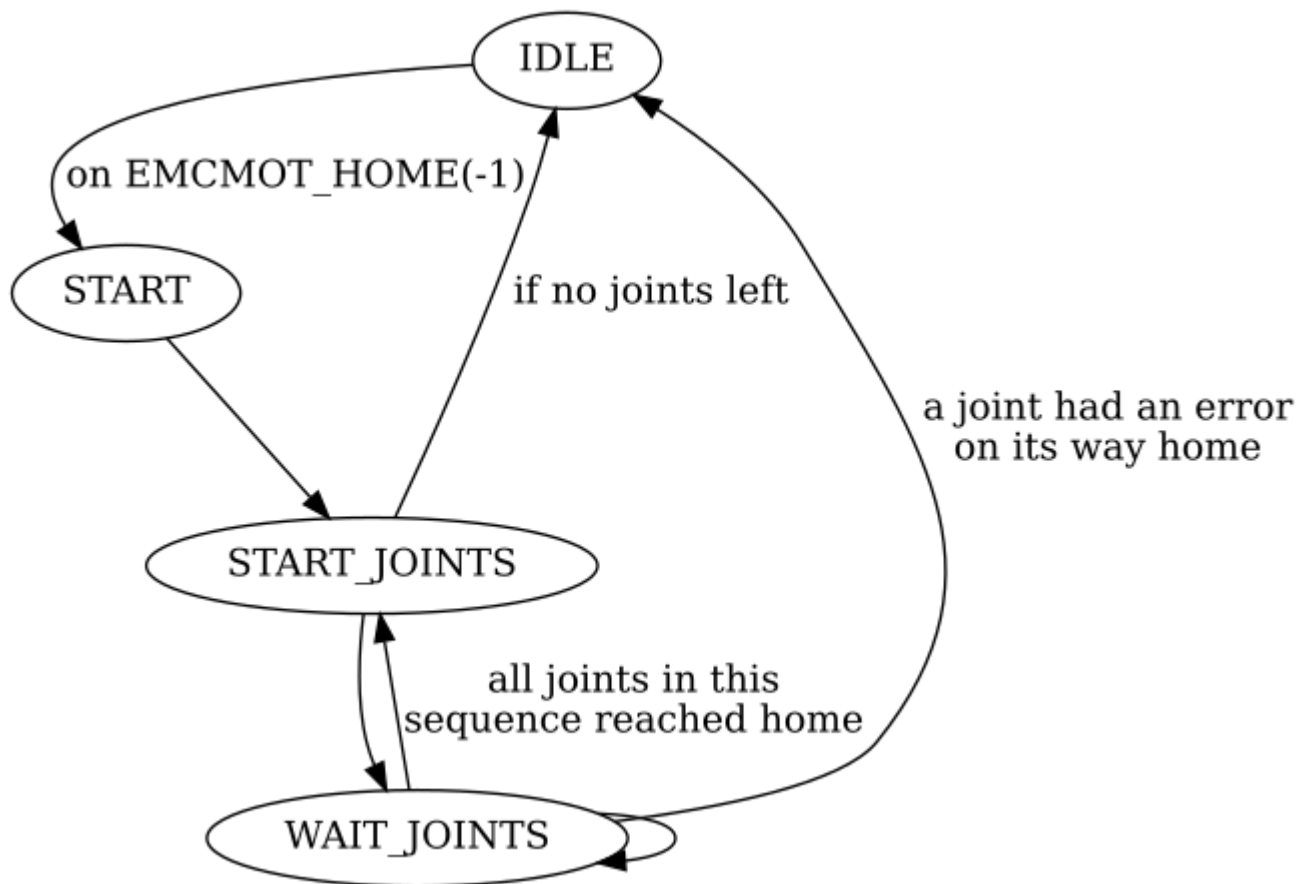 IDLE
on EMCMOT_HOME(-1)
START
if no joints left
a joint had an error
on its way home
START_JOINTS
all joints in this
sequence reached home
WAIT_JOINTS